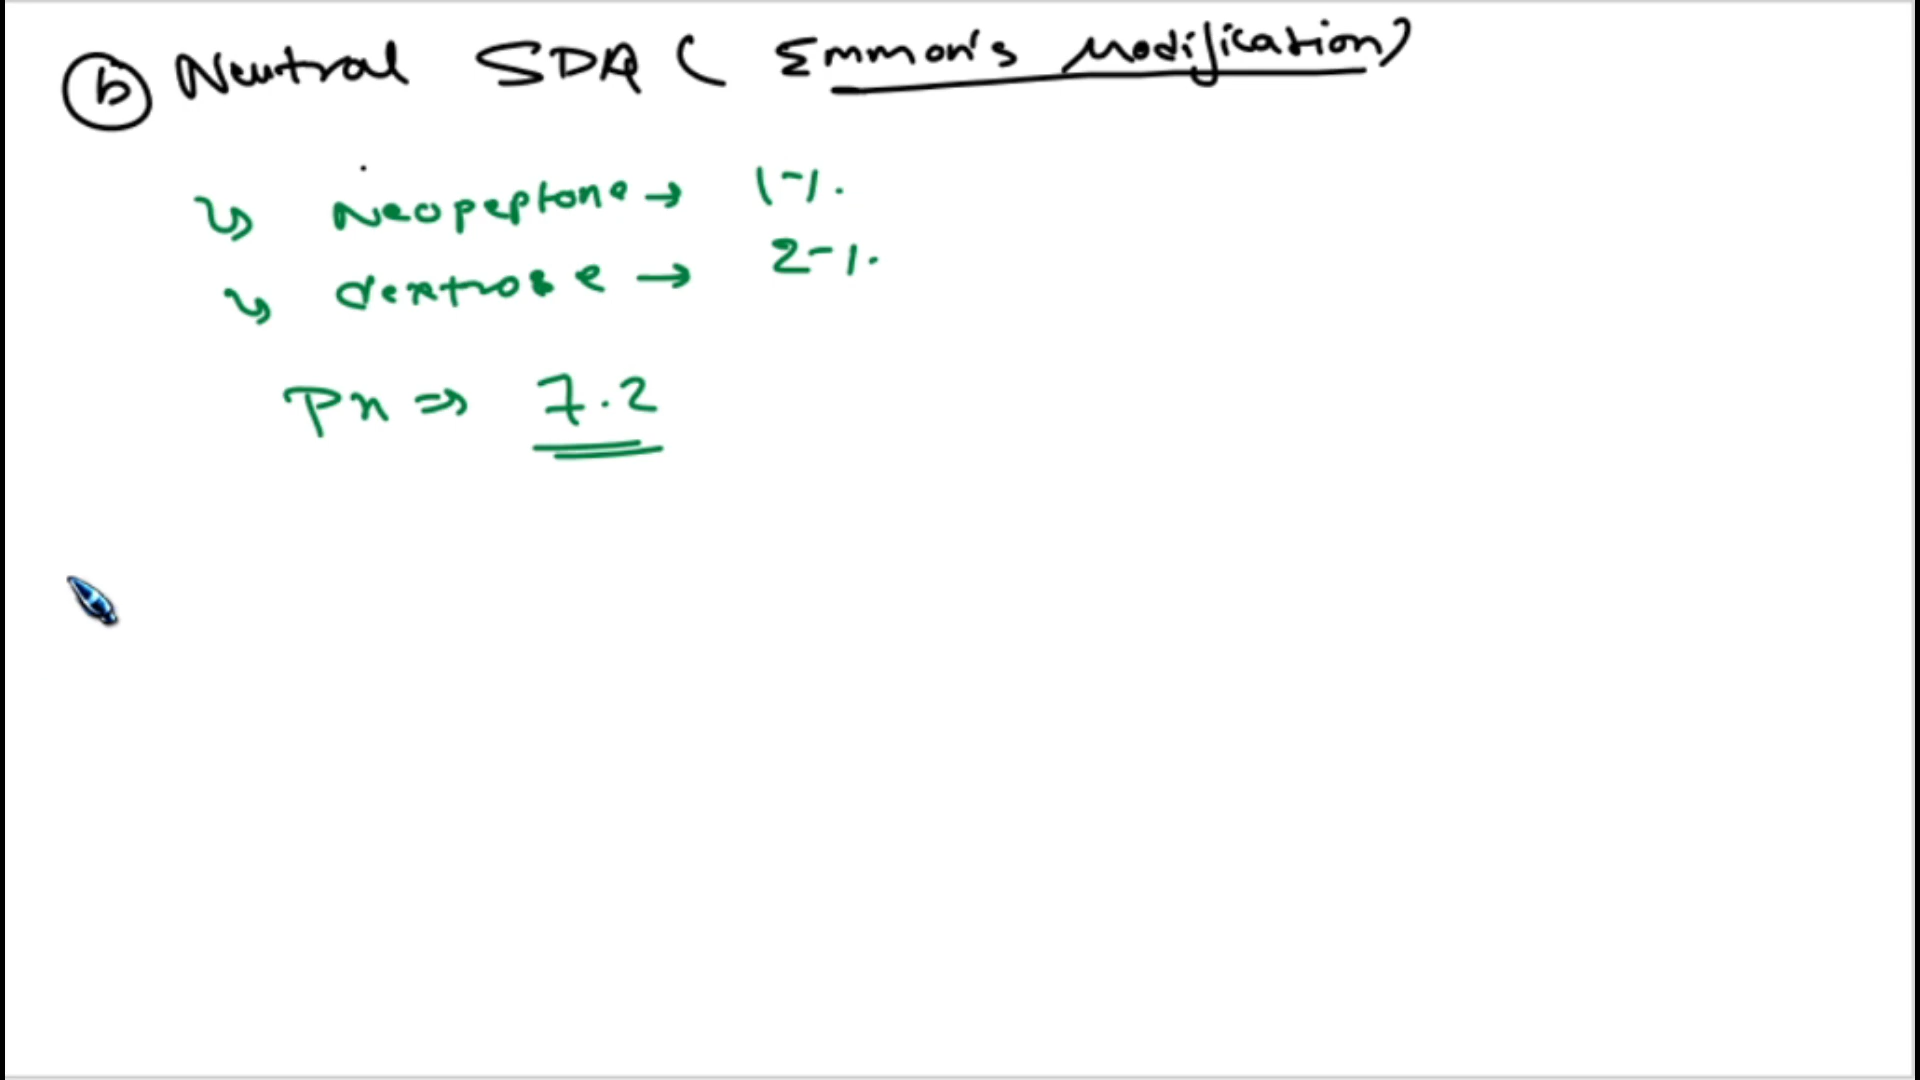 b Neutral SDA ( Emmon's Modification)
Neopeptone → 1%.
dextrose → 2%.
PH ⇒ 7.2